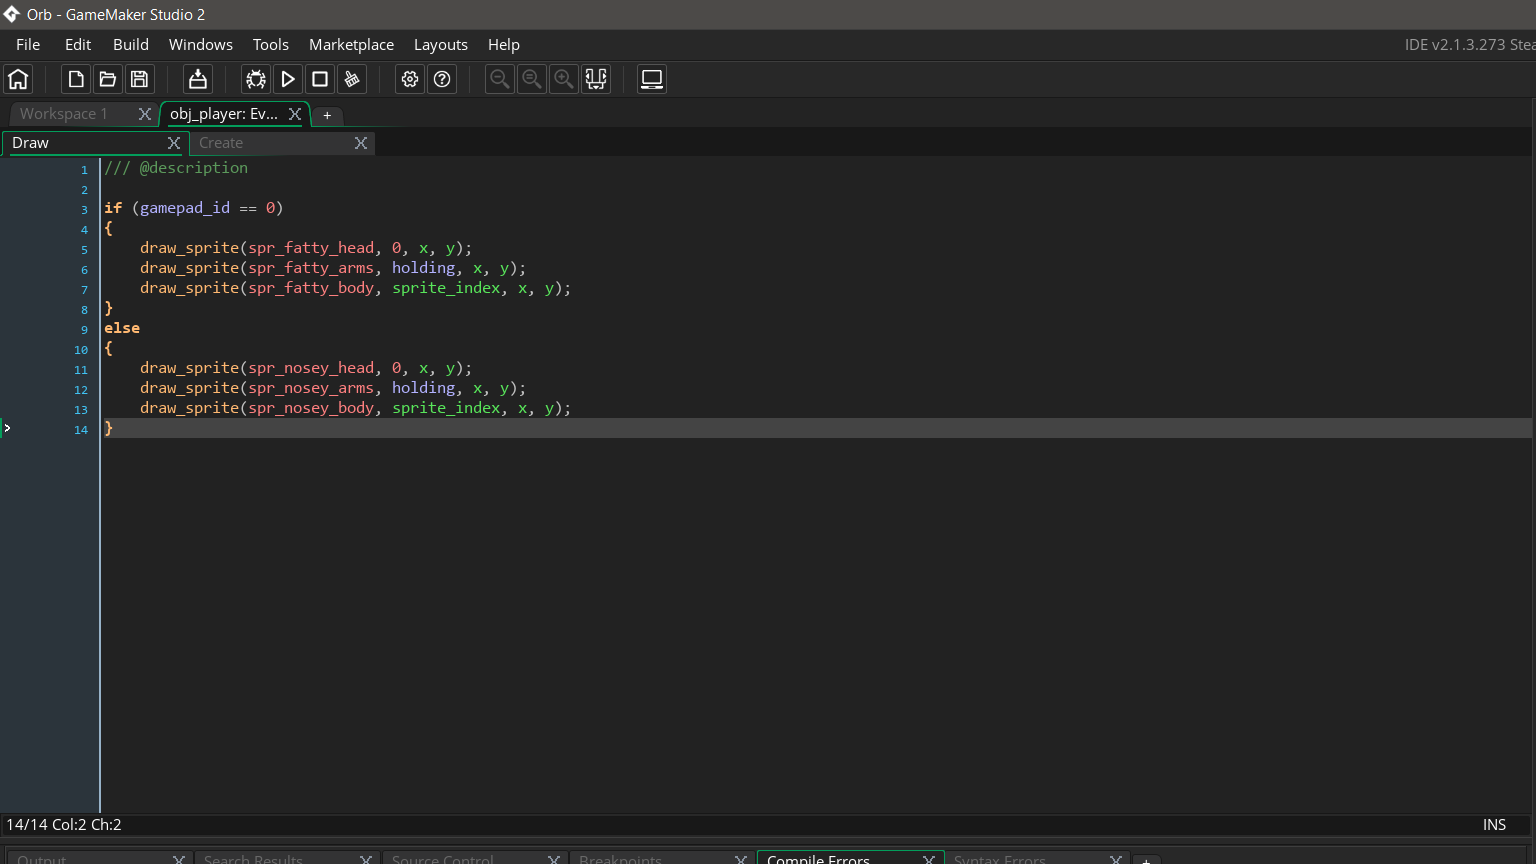 Orb - GameMaker Studio 2
File Edit Build Windows Tools Marketplace Layouts Help
IDE v2.1.3.273 Stea
Workspace 1 X obj_player: Ev... X +
Draw X Create X
1 /// @description
2
3 if (gamepad_id == 0)
4 {
5 draw_sprite(spr_fatty_head, 0, x, y);
6 draw_sprite(spr_fatty_arms, holding, x, y);
7 draw_sprite(spr_fatty_body, sprite_index, x, y);
8 }
9 else
10 {
11 draw_sprite(spr_nosey_head, 0, x, y);
12 draw_sprite(spr_nosey_arms, holding, x, y);
13 draw_sprite(spr_nosey_body, sprite_index, x, y);
> 14 }
14/14 Col:2 Ch:2 INS
Output X Search Results X Source Control X Breakpoints X Compile Errors X Syntax Errors X +